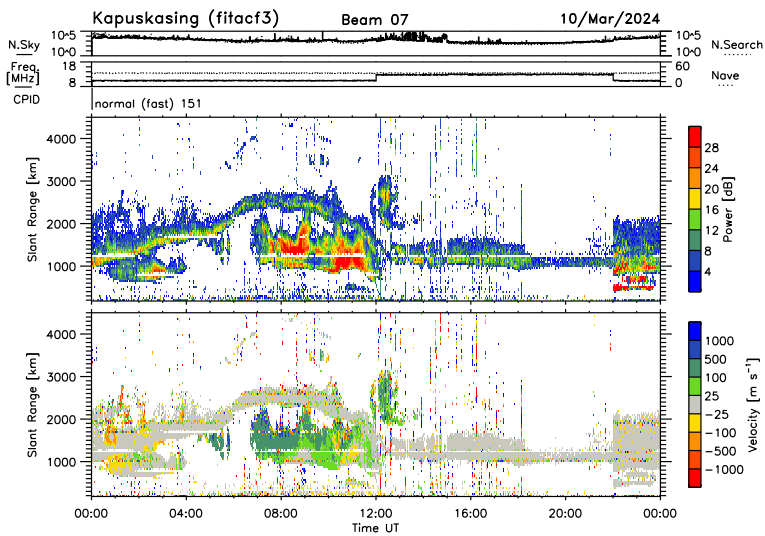 Kapuskasing (fitacf3) Beam 07 10/Mar/2024
N.Sky 10^5 10^0 10^5 10^0 N.Search
Freq. [MHz] 18 8 60 0 Nave
CPID normal (fast) 151
Slant Range [km] 4000 3000 2000 1000
Power [dB] 28 24 20 16 12 8 4
Slant Range [km] 4000 3000 2000 1000
Velocity [m s⁻¹] 1000 500 100 25 −25 −100 −500 −1000
00:00 04:00 08:00 12:00 16:00 20:00 00:00
Time UT